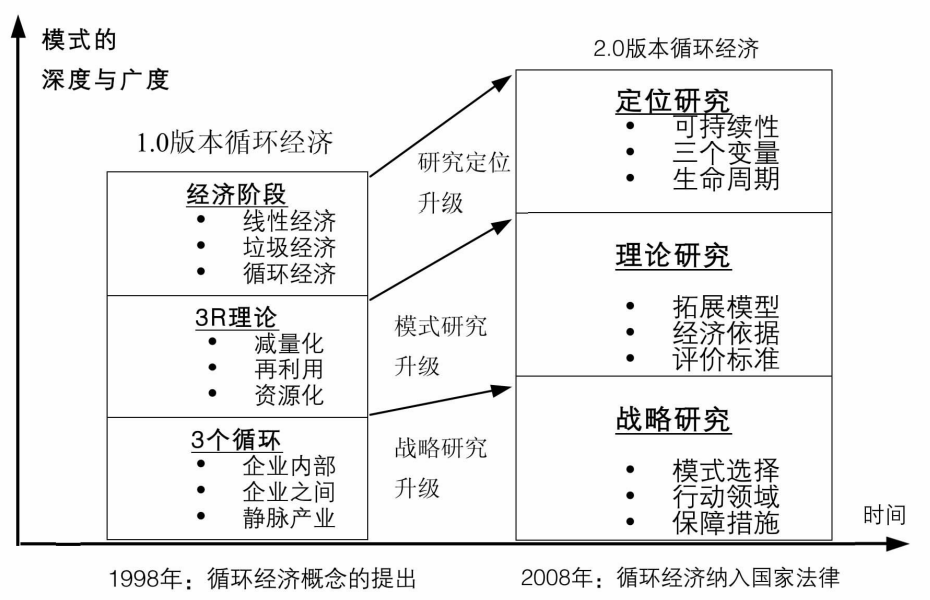 模式的
深度与广度
2.0版本循环经济
1.0版本循环经济
经济阶段
• 线性经济
• 垃圾经济
• 循环经济
3R理论
• 减量化
• 再利用
• 资源化
3个循环
• 企业内部
• 企业之间
• 静脉产业
研究定位
升级
模式研究
升级
战略研究
升级
定位研究
• 可持续性
• 三个变量
• 生命周期
理论研究
• 拓展模型
• 经济依据
• 评价标准
战略研究
• 模式选择
• 行动领域
• 保障措施
时间
1998年：循环经济概念的提出
2008年：循环经济纳入国家法律